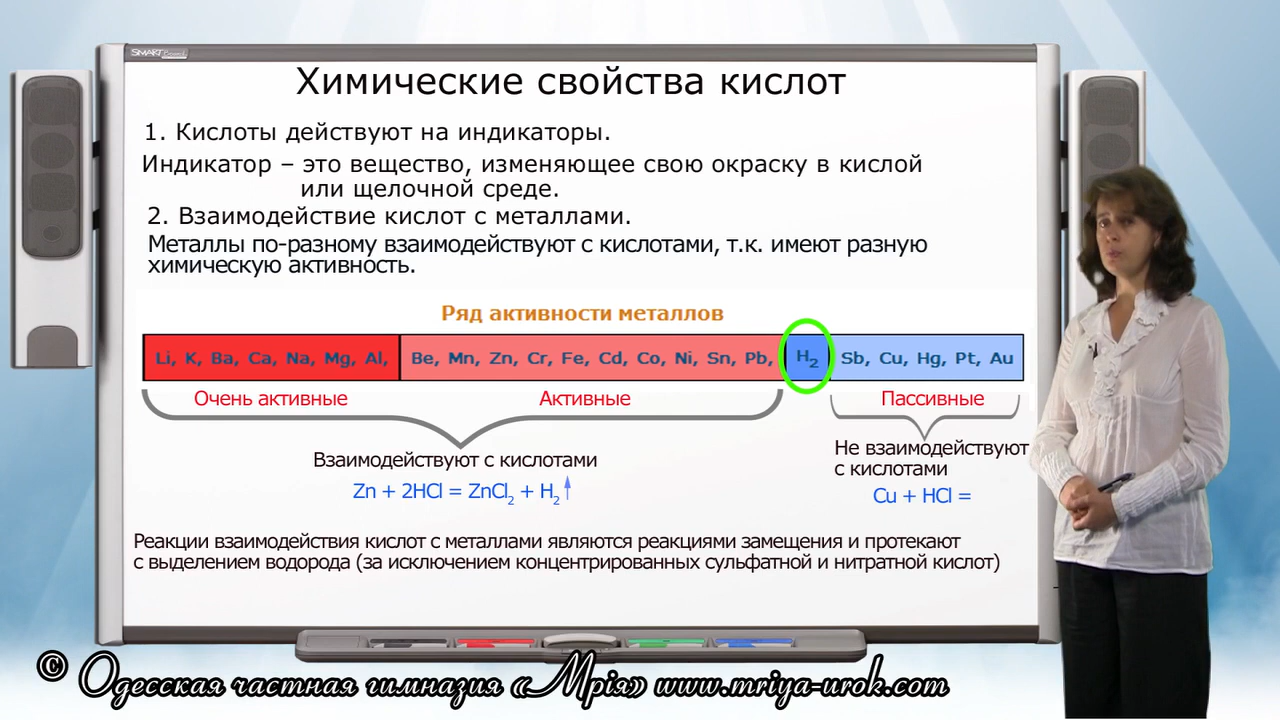 SMART Board
Химические свойства кислот
1. Кислоты действуют на индикаторы.
Индикатор – это вещество, изменяющее свою окраску в кислой
или щелочной среде.
2. Взаимодействие кислот с металлами.
Металлы по-разному взаимодействуют с кислотами, т.к. имеют разную
химическую активность.
Ряд активности металлов
Li, K, Ba, Ca, Na, Mg, Al, Be, Mn, Zn, Cr, Fe, Cd, Co, Ni, Sn, Pb, H₂ Sb, Cu, Hg, Pt, Au
Очень активные Активные Пассивные
Взаимодействуют с кислотами
Zn + 2HCl = ZnCl₂ + H₂↑
Не взаимодействуют
с кислотами
Cu + HCl =
Реакции взаимодействия кислот с металлами являются реакциями замещения и протекают
с выделением водорода (за исключением концентрированных сульфатной и нитратной кислот)
© Одесская частная гимназия «Мрія» www.mriya-urok.com